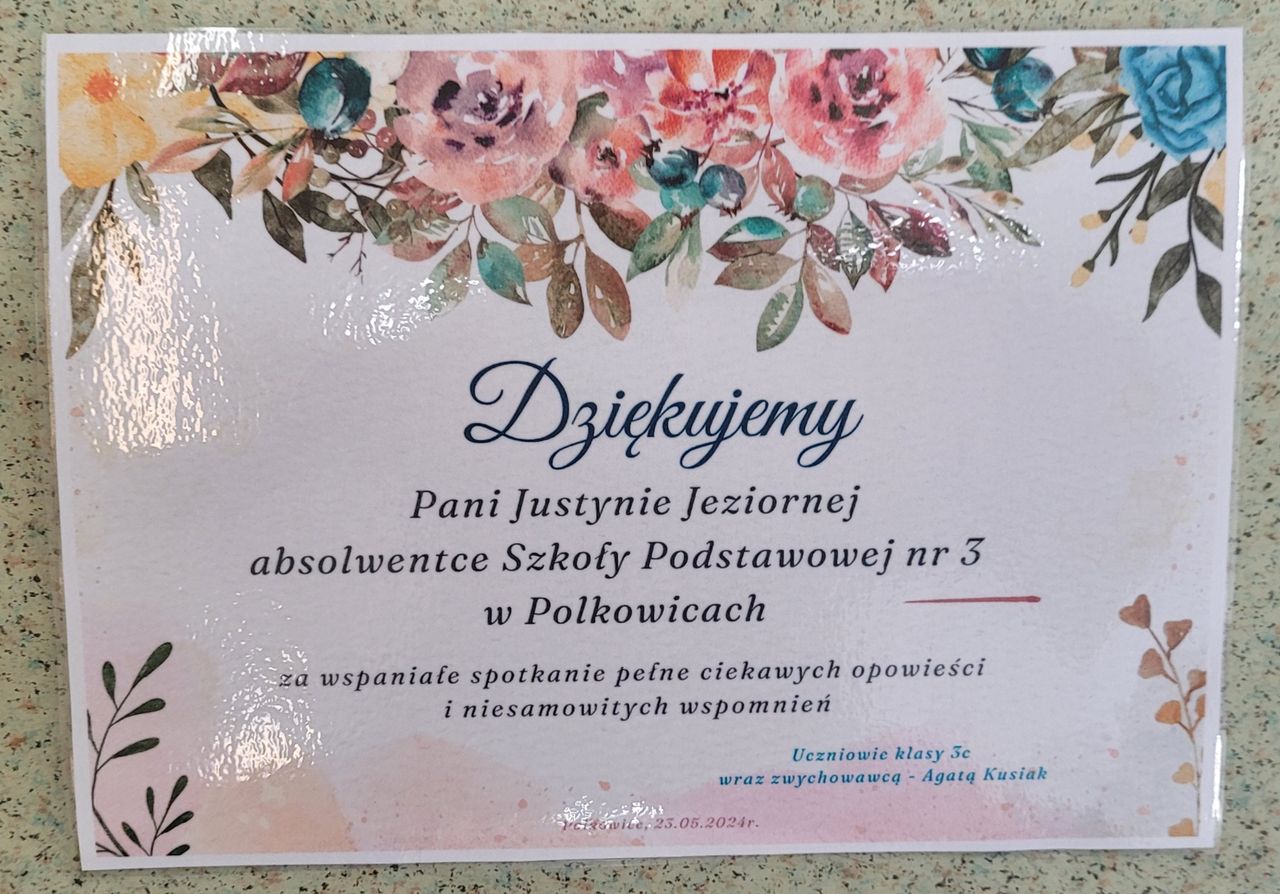 Dziękujemy
Pani Justynie Jeziornej
absolwentce Szkoły Podstawowej nr 3
w Polkowicach
za wspaniałe spotkanie pełne ciekawych opowieści
i niesamowitych wspomnień
Uczniowie klasy 3c
wraz zwychowawcą - Agatą Kusiak
Polkowice, 23.05.2024r.